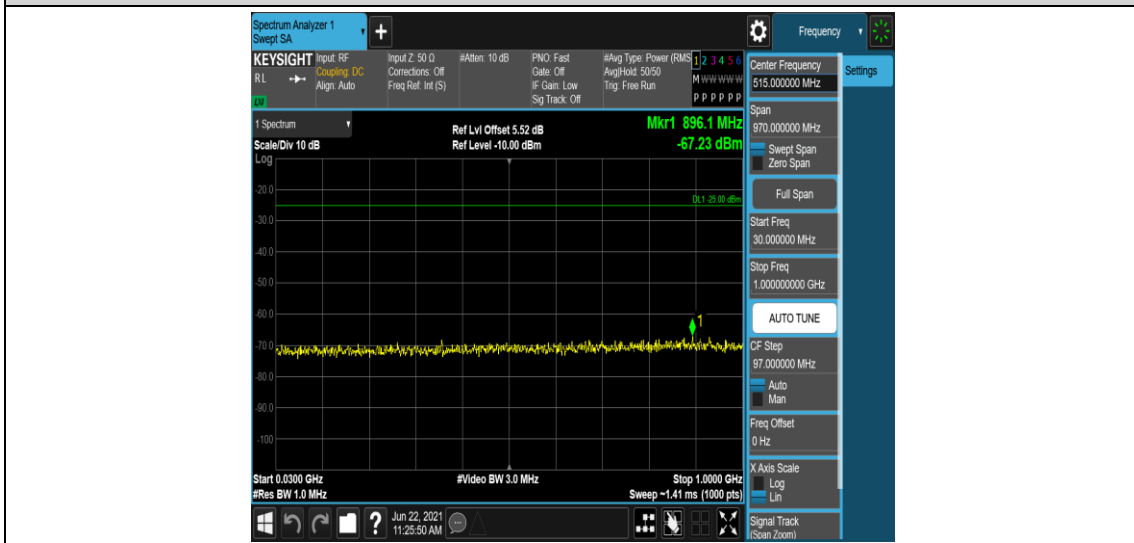 Spectrum Analyzer 1
Swept SA
+
Frequency
KEYSIGHT Input: RF Input Z: 50 Ω #Atten: 10 dB PNO: Fast #Avg Type: Power (RMS 1 2 3 4 5 6
RL Coupling: DC Corrections: Off Gate: Off Avg|Hold: 50/50 M W W W W W
Align: Auto Freq Ref: Int (S) IF Gain: Low Trig: Free Run
Sig Track: Off P P P P P P
1 Spectrum
Ref Lvl Offset 5.52 dB Mkr1 896.1 MHz
Scale/Div 10 dB Ref Level -10.00 dBm -67.23 dBm
Log
-20.0
DL1 -25.00 dBm
-30.0
-40.0
-50.0
-60.0
1
-70.0
-80.0
-90.0
-100
Start 0.0300 GHz #Video BW 3.0 MHz Stop 1.0000 GHz
#Res BW 1.0 MHz Sweep ~1.41 ms (1000 pts)
Jun 22, 2021
11:25:50 AM
?
Center Frequency
515.000000 MHz
Settings
Span
970.000000 MHz
Swept Span
Zero Span
Full Span
Start Freq
30.000000 MHz
Stop Freq
1.000000000 GHz
AUTO TUNE
CF Step
97.000000 MHz
Auto
Man
Freq Offset
0 Hz
X Axis Scale
Log
Lin
Signal Track
(Span Zoom)